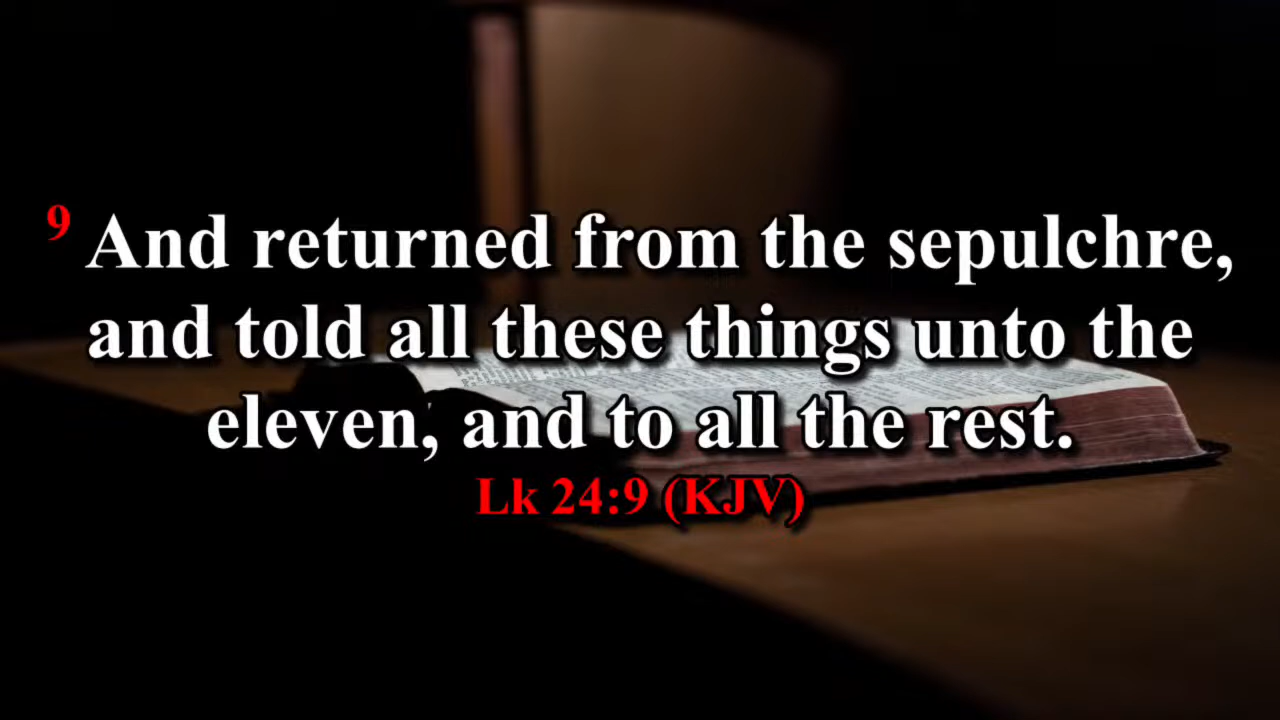 9 And returned from the sepulchre,
and told all these things unto the
eleven, and to all the rest.
Lk 24:9 (KJV)